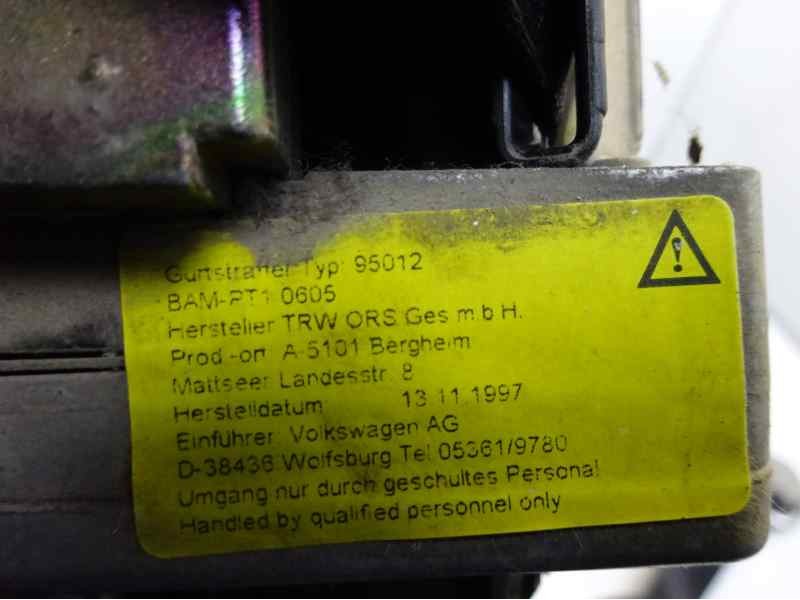 Gurtstraffer-Typ: 95012
BAM-PT1 0605
Hersteller TRW ORS Ges m b H.
Prod -ort A-5101 Bergheim
Mattseer Landesstr. 8
Herstelldatum 13 11.1997
Einführer Volkswagen AG
D-38436 Wolfsburg Tel 05361/9780
Umgang nur durch geschultes Personal
Handled by qualified personnel only